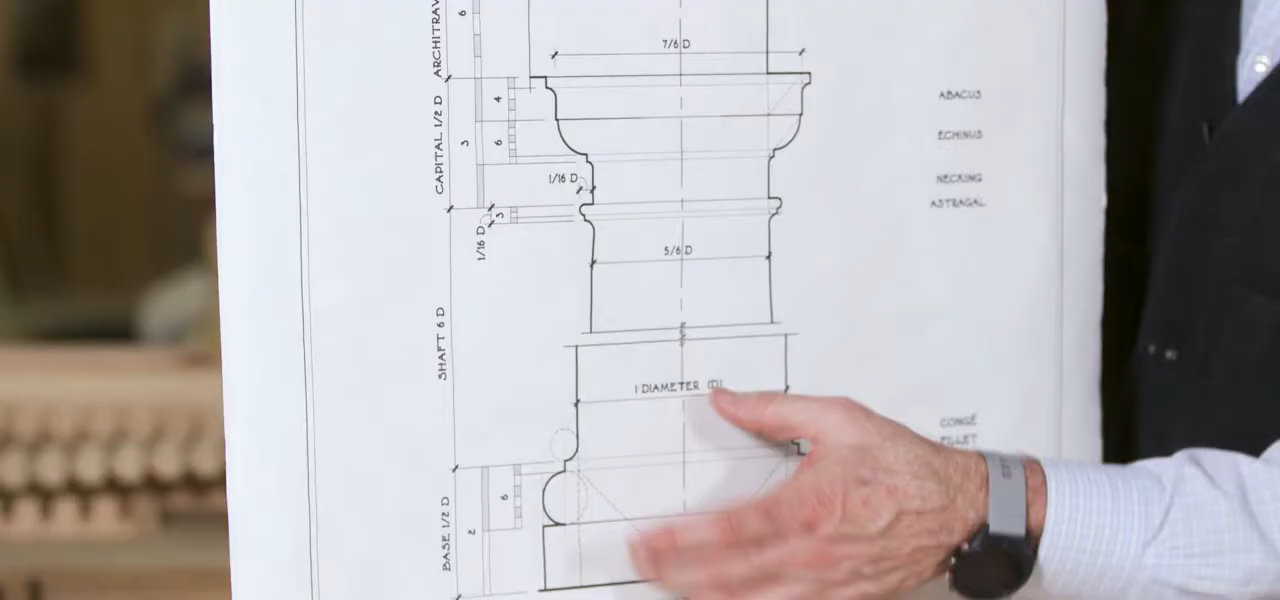 ARCHITRAV
6
7/6 D
CAPITAL 1/2 D
3
4
6
ABACUS
ECHINUS
1/16 D
NECKING
ASTRAGAL
3
1/16 D
5/6 D
SHAFT 6 D
1 DIAMETER (D)
CONGÉ
FILLET
BASE 1/2 D
2
6